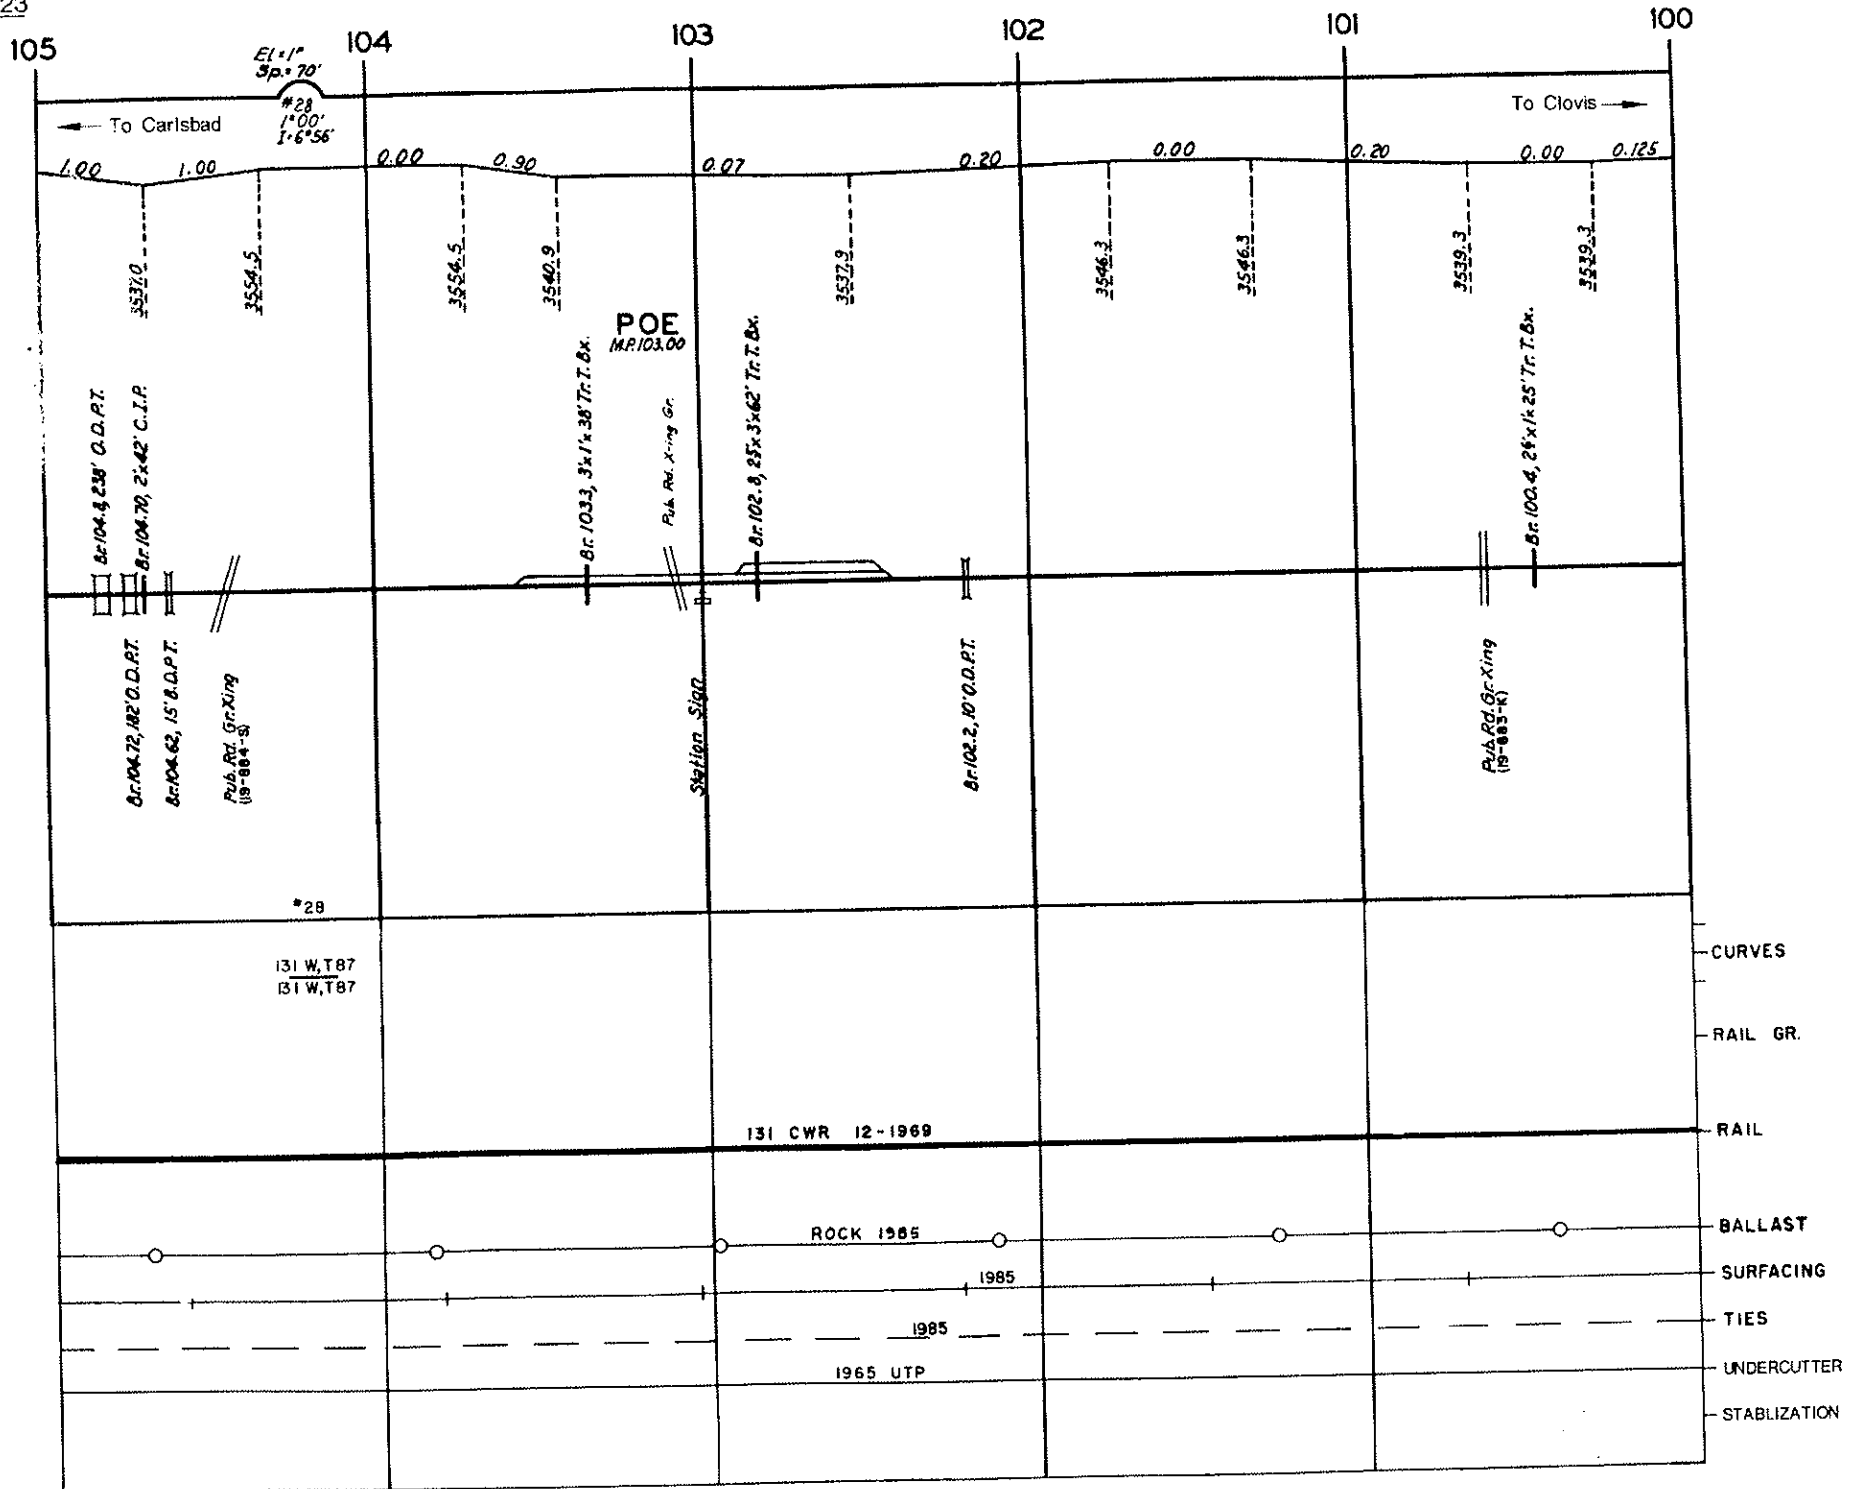 23
105
104
103
102
101
100
El=1"
Sp.=70'
#28
1°00'
I=6°56'
To Carlsbad
To Clovis
1.00
1.00
0.00
0.90
0.07
0.20
0.00
0.20
0.00
0.125
3537.0
3554.5
3554.5
3540.9
3537.9
3546.3
3546.3
3539.3
3539.3
POE
M.P. 103.00
Br. 104.8, 238' O.D.P.T.
Br. 104.70, 2'x42' C.I.P.
Br. 103.3, 3'x1'x38' Tr. T. Bx.
Pub. Rd. X-ing Gr.
Br. 102.8, 25'x3'x62' Tr. T. Bx.
Br. 100.4, 24'x1'x25' Tr. T. Bx.
Br. 104.72, 182' O.D.P.T.
Br. 104.62, 15' B.D.P.T.
Pub. Rd. Gr. Xing
(19-884-S)
Station Sign
Br. 102.2, 10' O.D.P.T.
Pub. Rd. Gr. Xing
(19-883-K)
#28
131 W,T87
131 W,T87
CURVES
RAIL GR.
131 CWR 12-1969
RAIL
ROCK 1985
BALLAST
1985
SURFACING
1985
TIES
1965 UTP
UNDERCUTTER
STABLIZATION